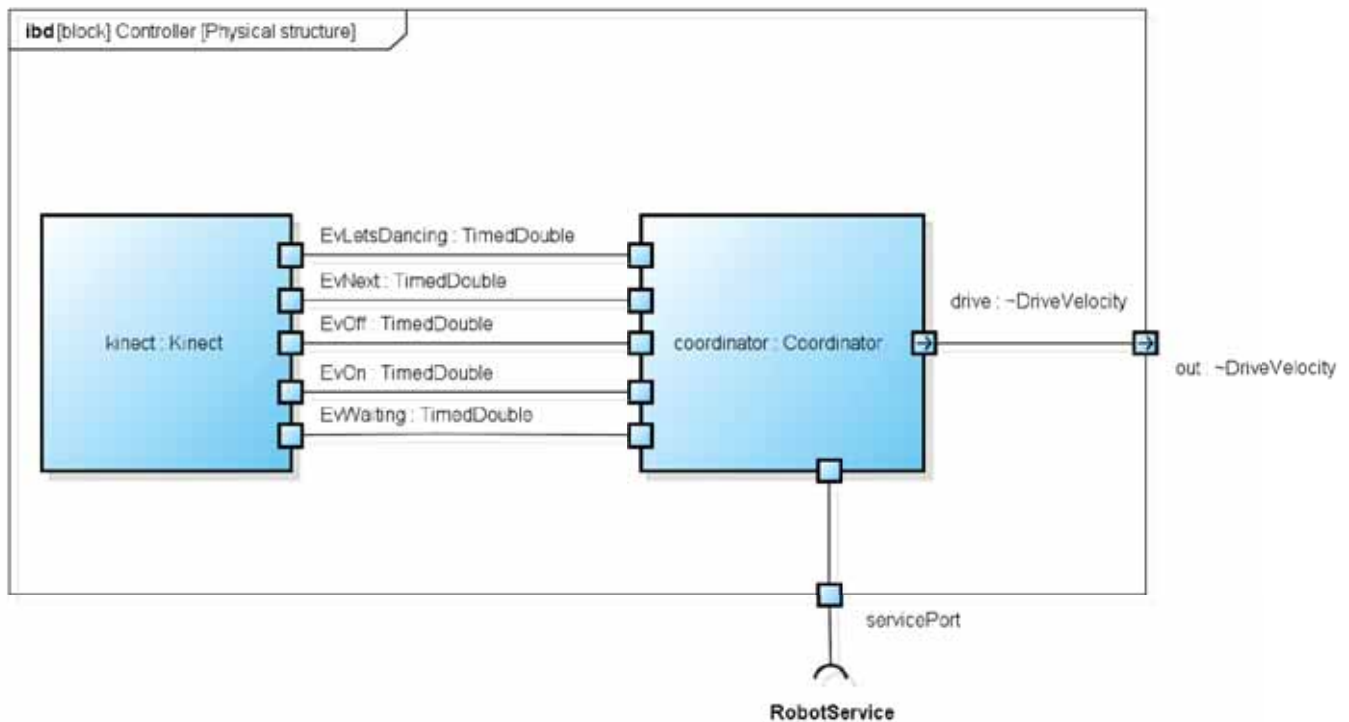 ibd [block] Controller [Physical structure]
EvLetsDancing : TimedDouble
EvNext : TimedDouble
EvOff : TimedDouble
EvOn : TimedDouble
EvWaiting : TimedDouble
kinect : Kinect
coordinator : Coordinator
drive : ~DriveVelocity
out : ~DriveVelocity
servicePort
RobotService